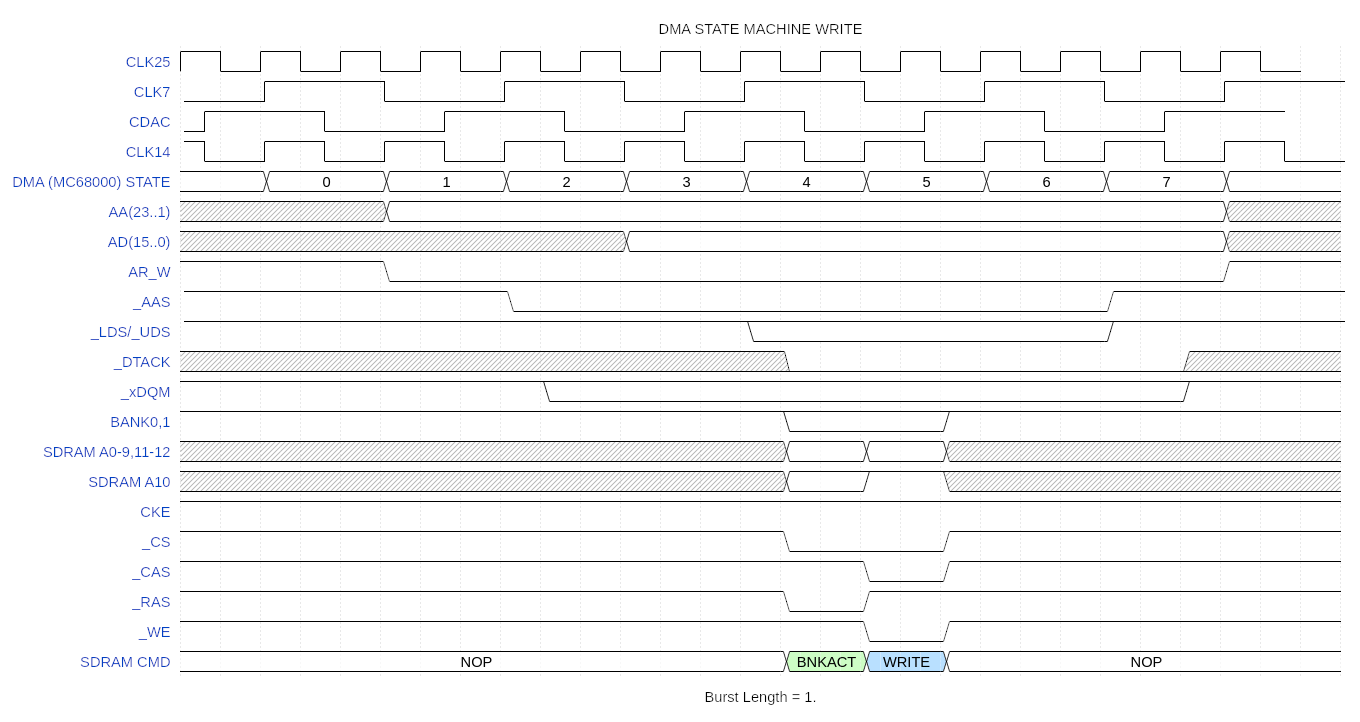 DMA STATE MACHINE WRITE
CLK25
CLK7
CDAC
CLK14
DMA (MC68000) STATE 0 1 2 3 4 5 6 7
AA(23..1)
AD(15..0)
AR_W
_AAS
_LDS/_UDS
_DTACK
_xDQM
BANK0,1
SDRAM A0-9,11-12
SDRAM A10
CKE
_CS
_CAS
_RAS
_WE
SDRAM CMD NOP BNKACT WRITE NOP
Burst Length = 1.